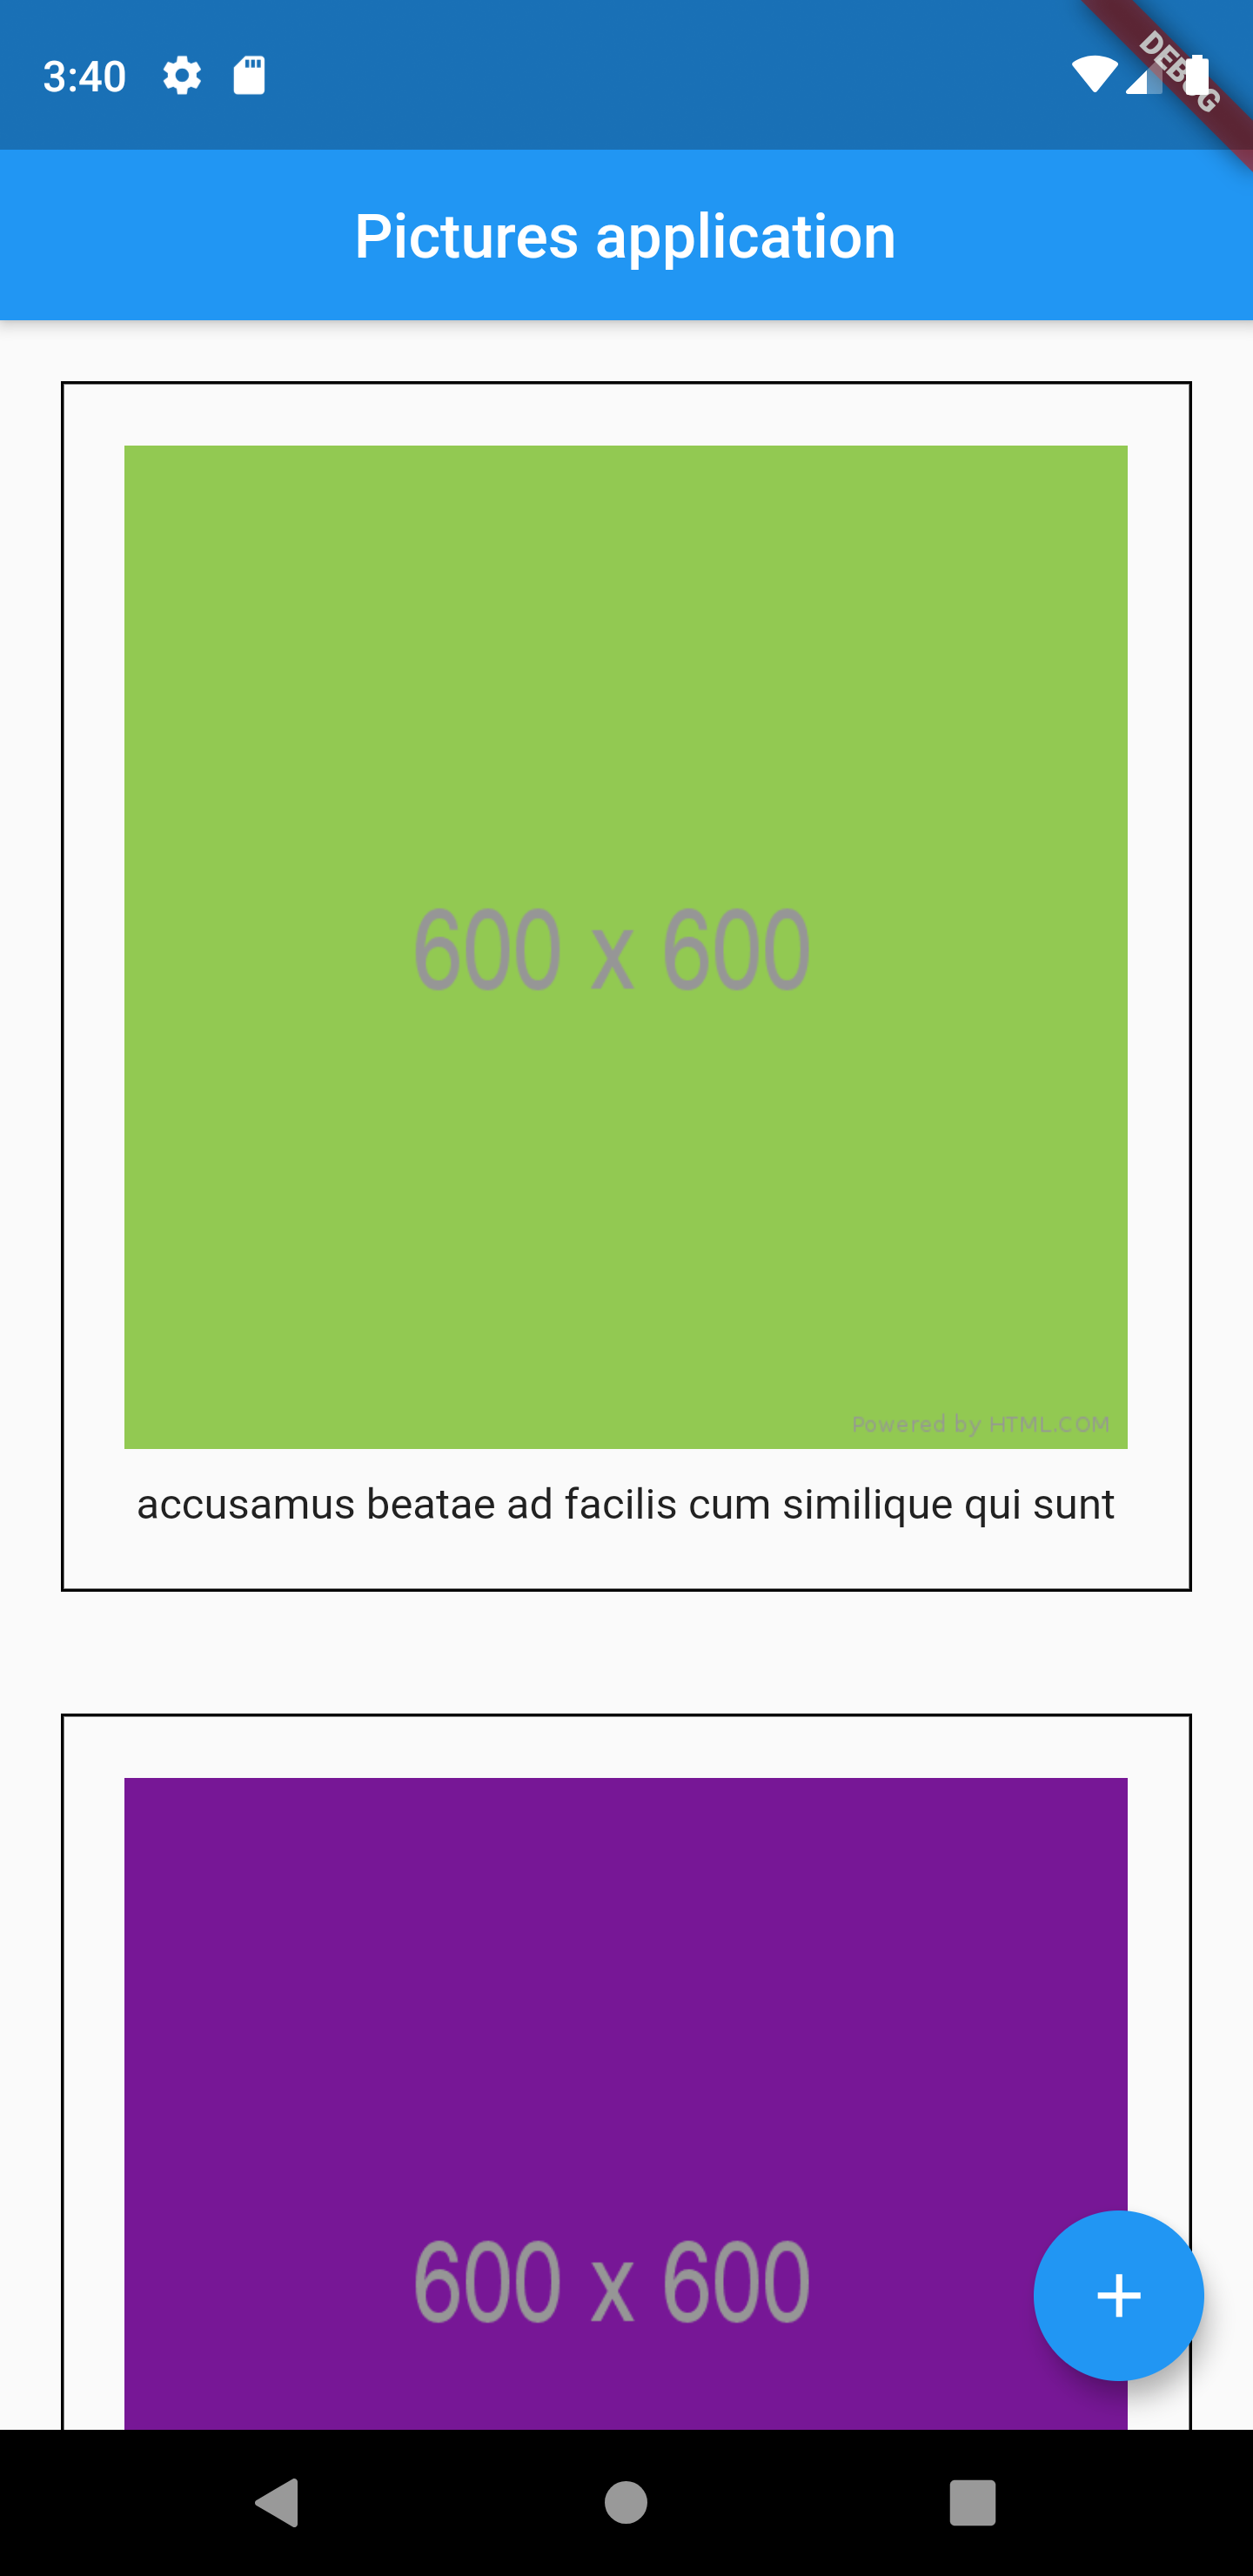 3:40
DEBUG
Pictures application
600 x 600
Powered by HTML.COM
accusamus beatae ad facilis cum similique qui sunt
600 x 600